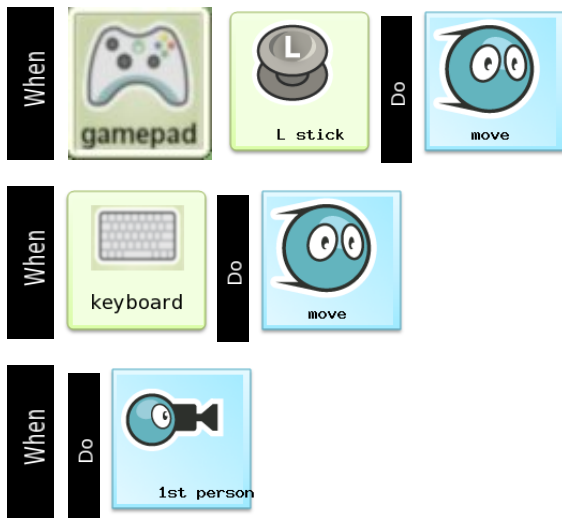 When gamepad L L stick Do move
When keyboard Do move
When Do 1st person